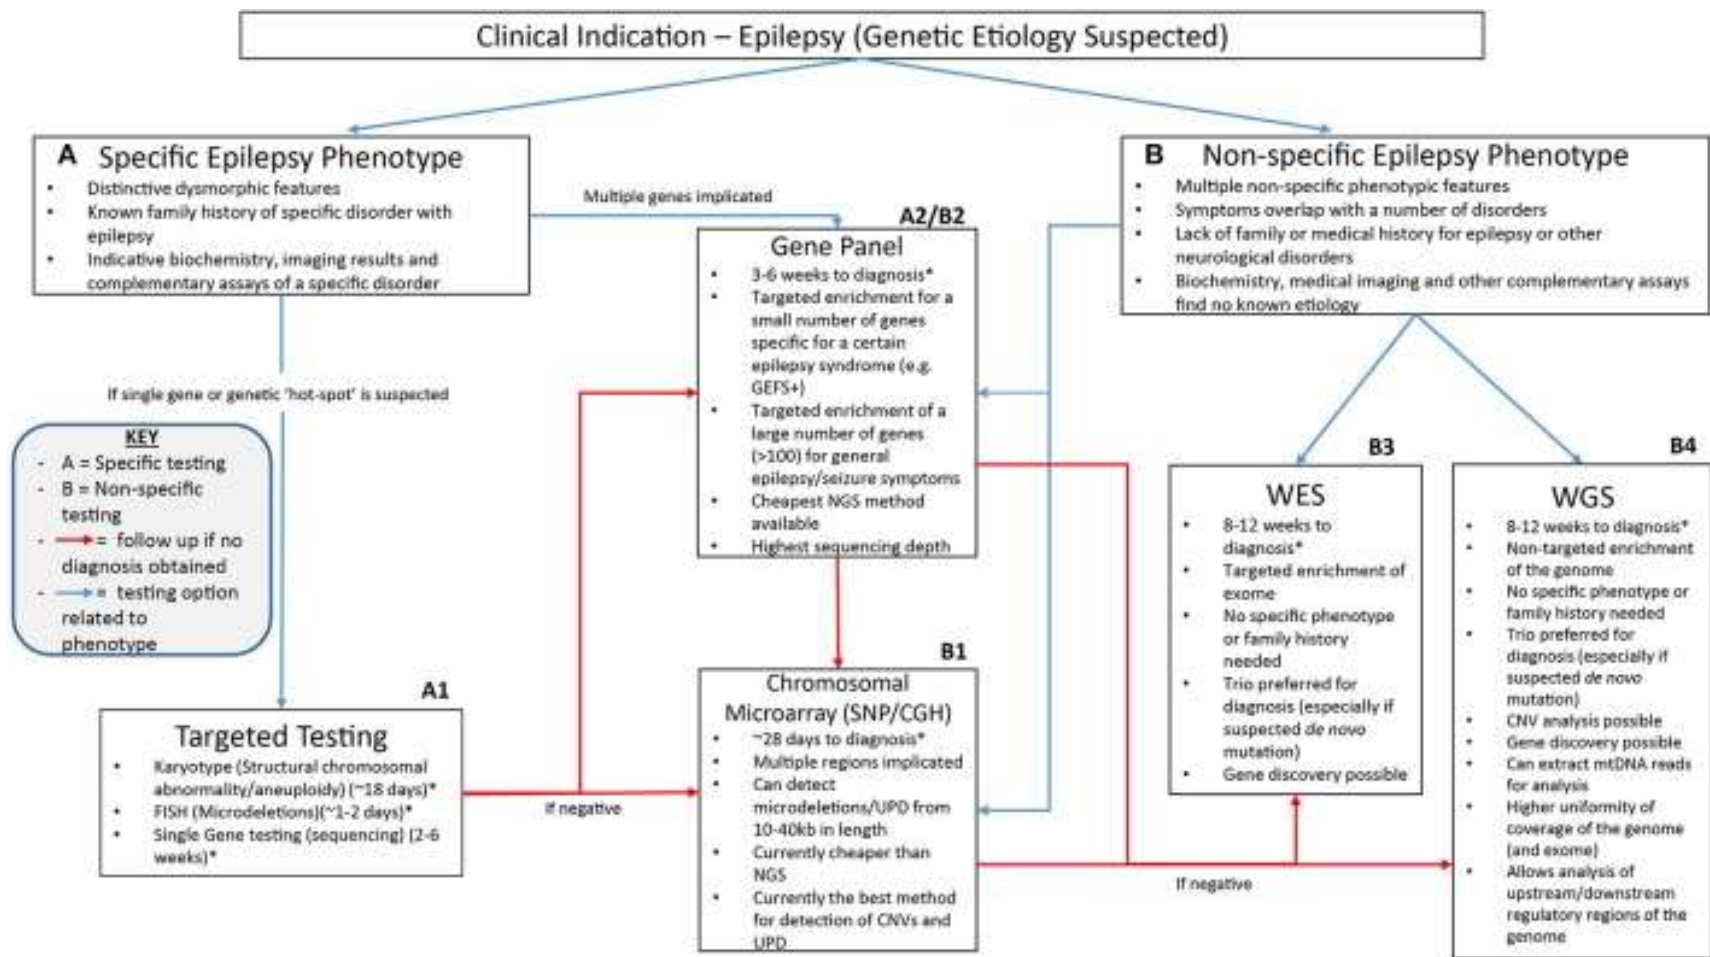 Clinical Indication – Epilepsy (Genetic Etiology Suspected)
A Specific Epilepsy Phenotype
• Distinctive dysmorphic features
• Known family history of specific disorder with
epilepsy
• Indicative biochemistry, imaging results and
complementary assays of a specific disorder
Multiple genes implicated
B Non-specific Epilepsy Phenotype
• Multiple non-specific phenotypic features
• Symptoms overlap with a number of disorders
• Lack of family or medical history for epilepsy or other
neurological disorders
• Biochemistry, medical imaging and other complementary assays
find no known etiology
A2/B2
Gene Panel
• 3-6 weeks to diagnosis*
• Targeted enrichment for a
small number of genes
specific for a certain
epilepsy syndrome (e.g.
GEFS+)
• Targeted enrichment of a
large number of genes
(>100) for general
epilepsy/seizure symptoms
• Cheapest NGS method
available
• Highest sequencing depth
If single gene or genetic 'hot-spot' is suspected
KEY
- A = Specific testing
- B = Non-specific
testing
- = follow up if no
diagnosis obtained
- = testing option
related to
phenotype
A1
Targeted Testing
• Karyotype (Structural chromosomal
abnormality/aneuploidy) (~18 days)*
• FISH (Microdeletions)(~1-2 days)*
• Single Gene testing (sequencing) (2-6
weeks)*
If negative
B1
Chromosomal
Microarray (SNP/CGH)
• ~28 days to diagnosis*
• Multiple regions implicated
• Can detect
microdeletions/UPD from
10-40kb in length
• Currently cheaper than
NGS
• Currently the best method
for detection of CNVs and
UPD
If negative
B3
WES
• 8-12 weeks to
diagnosis*
• Targeted enrichment of
exome
• No specific phenotype
or family history
needed
• Trio preferred for
diagnosis (especially if
suspected de novo
mutation)
• Gene discovery possible
B4
WGS
• 8-12 weeks to diagnosis*
• Non-targeted enrichment
of the genome
• No specific phenotype or
family history needed
• Trio preferred for
diagnosis (especially if
suspected de novo
mutation)
• CNV analysis possible
• Gene discovery possible
• Can extract mtDNA reads
for analysis
• Higher uniformity of
coverage of the genome
(and exome)
• Allows analysis of
upstream/downstream
regulatory regions of the
genome